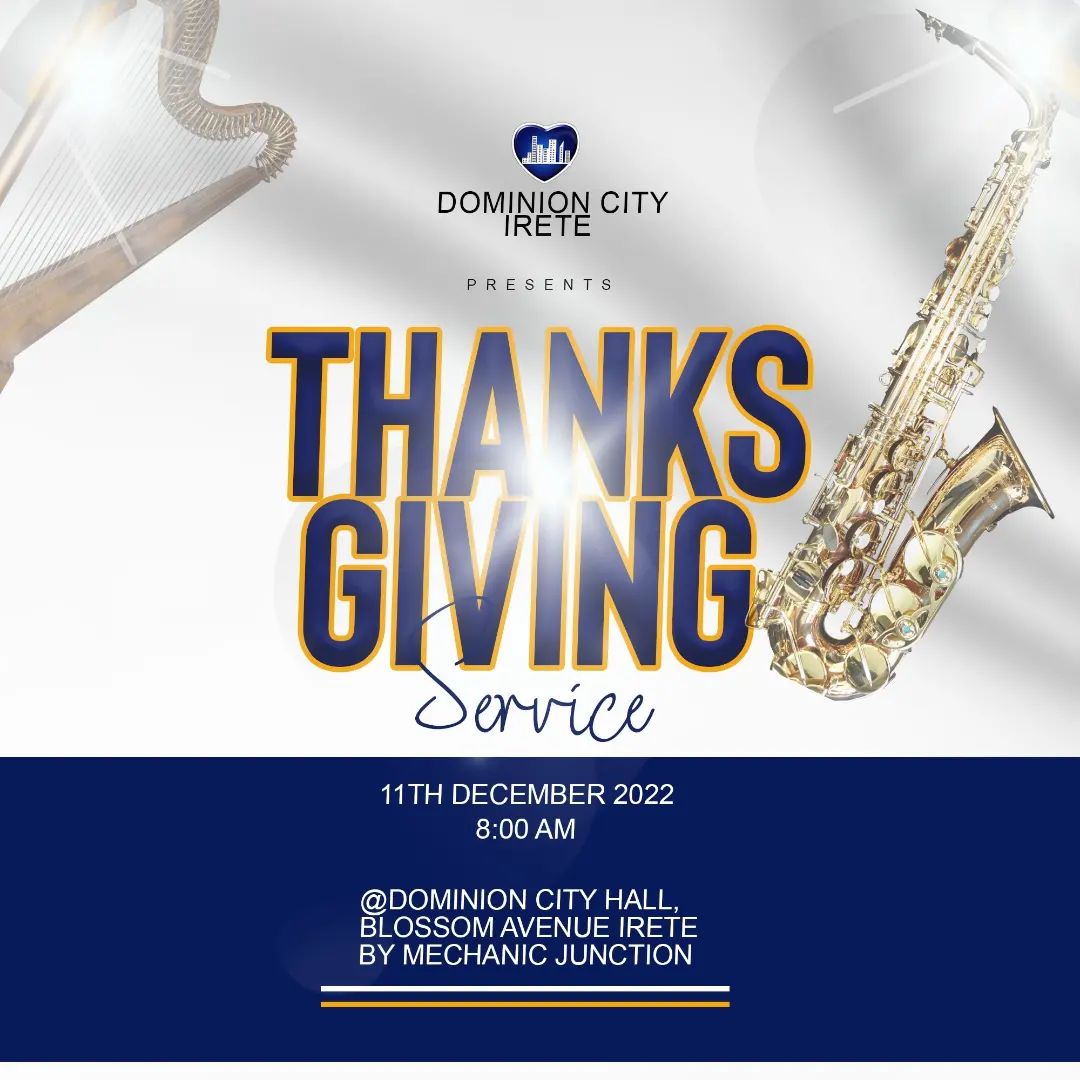 DOMINION CITY
IRETE
PRESENTS
THANKS
GIVING
Service
11TH DECEMBER 2022
8:00 AM
@DOMINION CITY HALL,
BLOSSOM AVENUE IRETE
BY MECHANIC JUNCTION